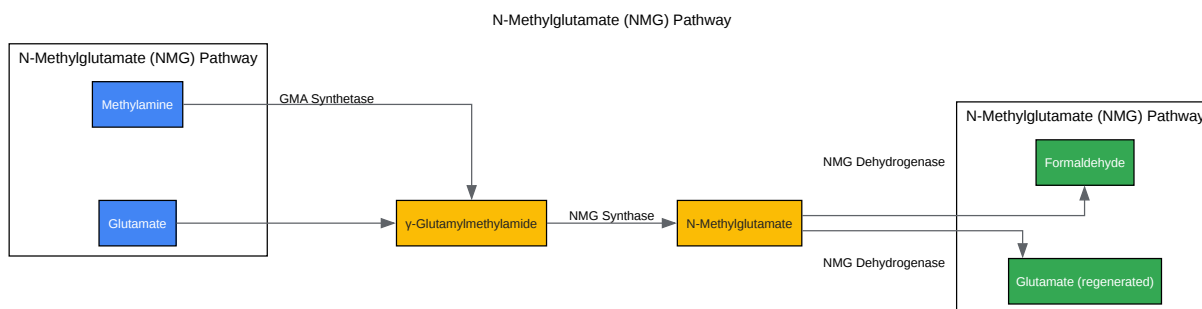 N-Methylglutamate (NMG) Pathway
N-Methylglutamate (NMG) Pathway
Methylamine
GMA Synthetase
Glutamate
γ-Glutamylmethylamide
NMG Synthase
N-Methylglutamate
N-Methylglutamate (NMG) Pathway
NMG Dehydrogenase
Formaldehyde
NMG Dehydrogenase
Glutamate (regenerated)